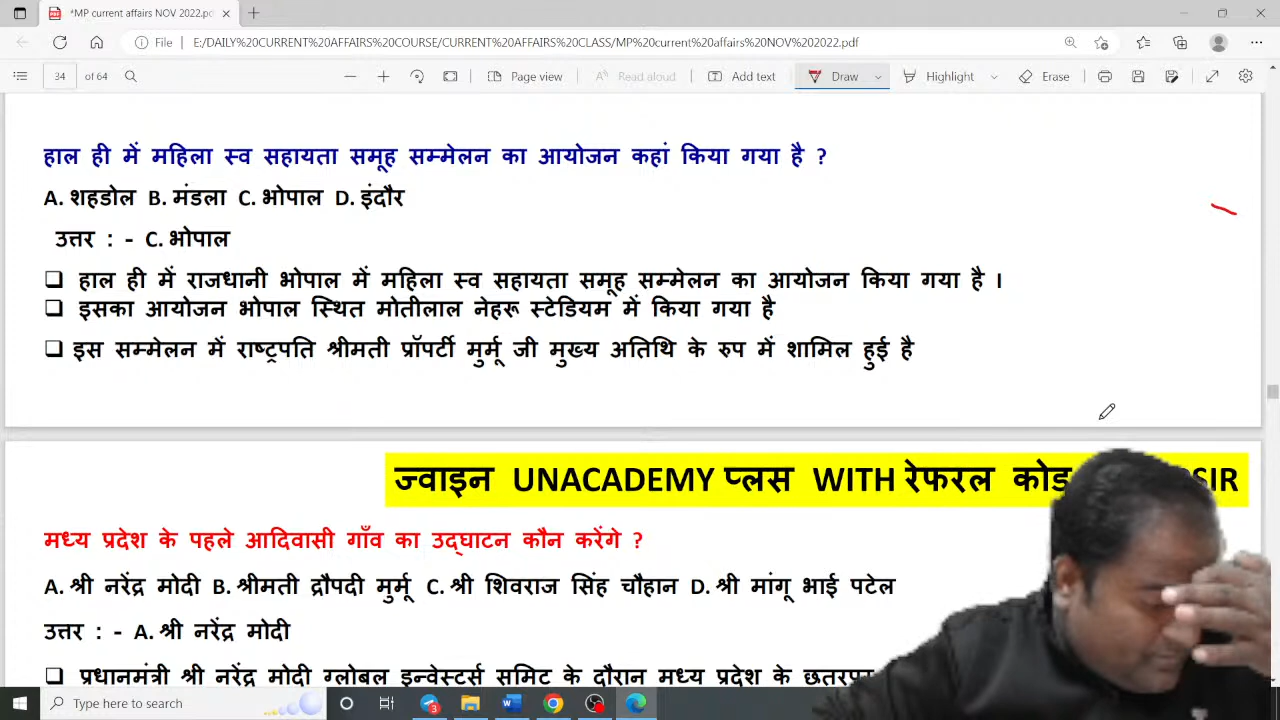 *MP current affairs NOV 2022.pd
File E:/DAILY%20CURRENT%20AFFAIRS%20COURSE/CURRENT%20AFFAIRS%20CLASS/MP%20current%20affairs%20NOV%202022.pdf
34 of 64 Page view Read aloud Add text Draw Highlight Erase
हाल ही में महिला स्व सहायता समूह सम्मेलन का आयोजन कहां किया गया है ?
A. शहडोल B. मंडला C. भोपाल D. इंदौर
उत्तर : - C. भोपाल
हाल ही में राजधानी भोपाल में महिला स्व सहायता समूह सम्मेलन का आयोजन किया गया है ।
इसका आयोजन भोपाल स्थित मोतीलाल नेहरू स्टेडियम में किया गया है
इस सम्मेलन में राष्ट्रपति श्रीमती प्रॉपर्टी मुर्मू जी मुख्य अतिथि के रुप में शामिल हुई है
ज्वाइन UNACADEMY प्लस WITH रेफरल कोड SIR
मध्य प्रदेश के पहले आदिवासी गाँव का उद्घाटन कौन करेंगे ?
A. श्री नरेंद्र मोदी B. श्रीमती द्रौपदी मुर्मू C. श्री शिवराज सिंह चौहान D. श्री मांगू भाई पटेल
उत्तर : - A. श्री नरेंद्र मोदी
प्रधानमंत्री श्री नरेंद्र मोदी ग्लोबल इन्वेस्टर्स समिट के दौरान मध्य प्रदेश के
Type here to search 3